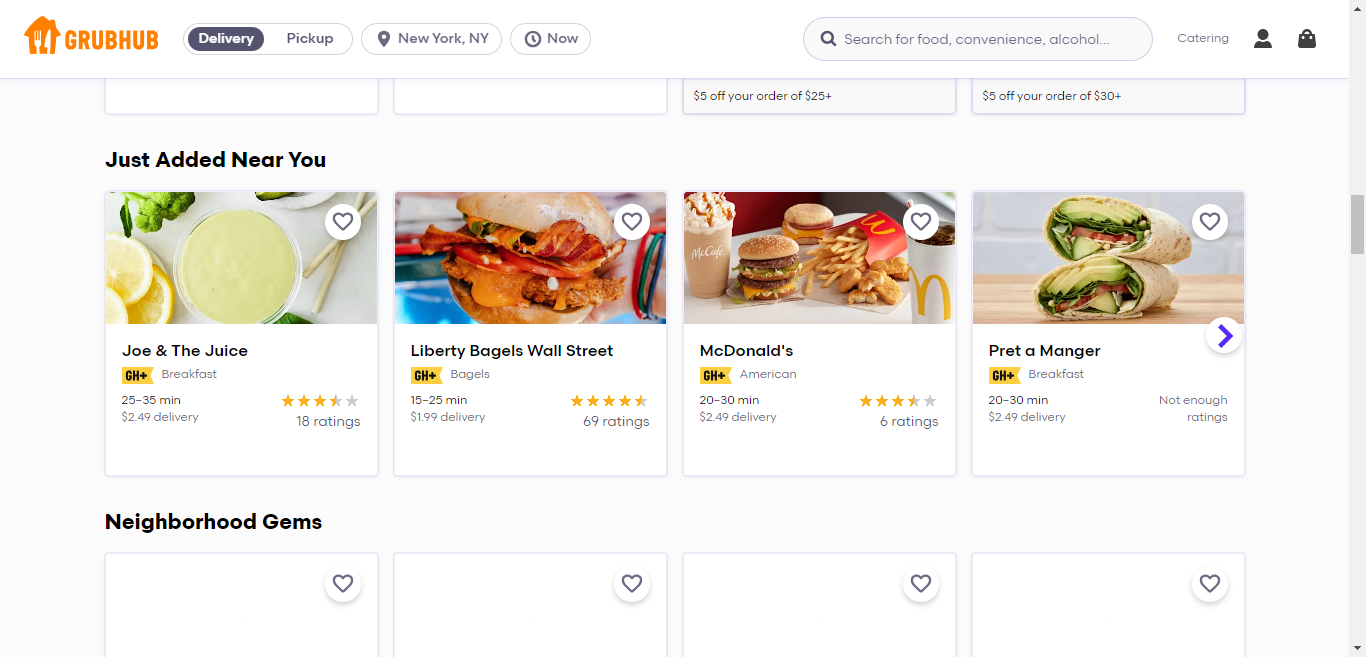 GRUBHUB
Delivery
Pickup
New York, NY
Now
Search for food, convenience, alcohol...
Catering
$5 off your order of $25+
$5 off your order of $30+
Just Added Near You
McCafé
Joe & The Juice
GH+ Breakfast
25–35 min
$2.49 delivery
18 ratings
Liberty Bagels Wall Street
GH+ Bagels
15–25 min
$1.99 delivery
69 ratings
McDonald's
GH+ American
20–30 min
$2.49 delivery
6 ratings
Pret a Manger
GH+ Breakfast
20–30 min
$2.49 delivery
Not enough
ratings
Neighborhood Gems